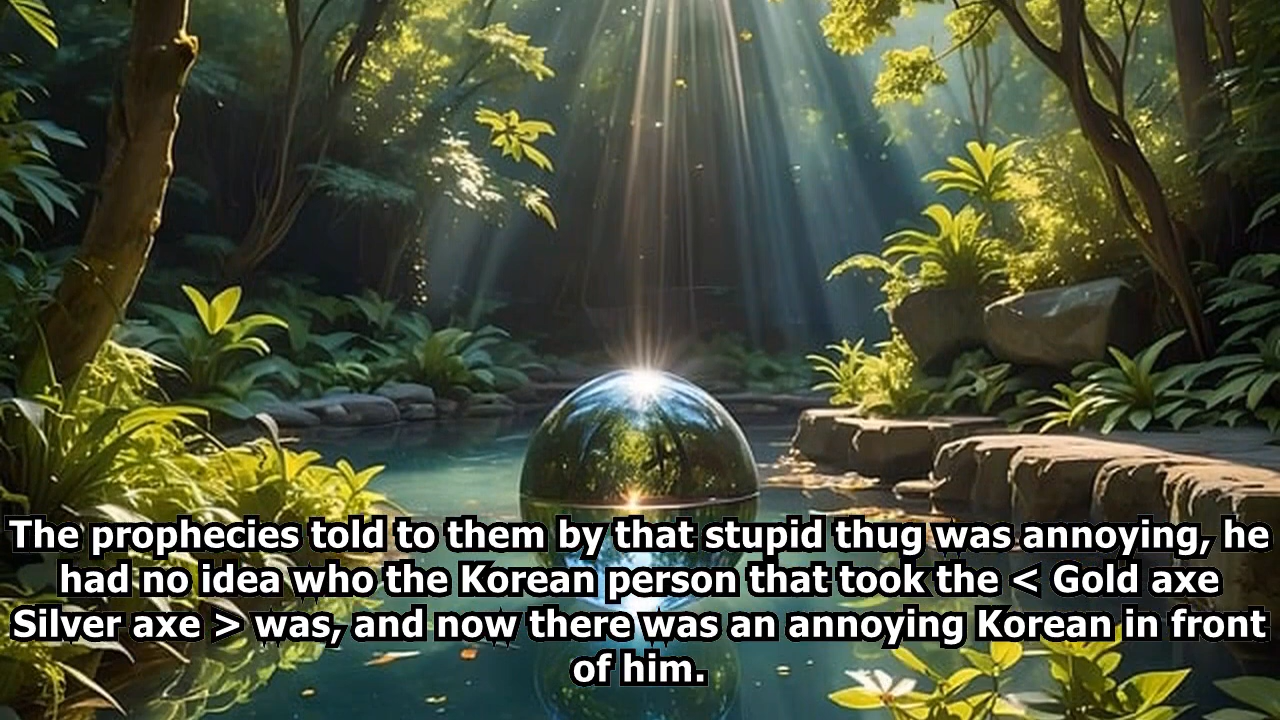 The prophecies told to them by that stupid thug was annoying, he
had no idea who the Korean person that took the < Gold axe
Silver axe > was, and now there was an annoying Korean in front
of him.